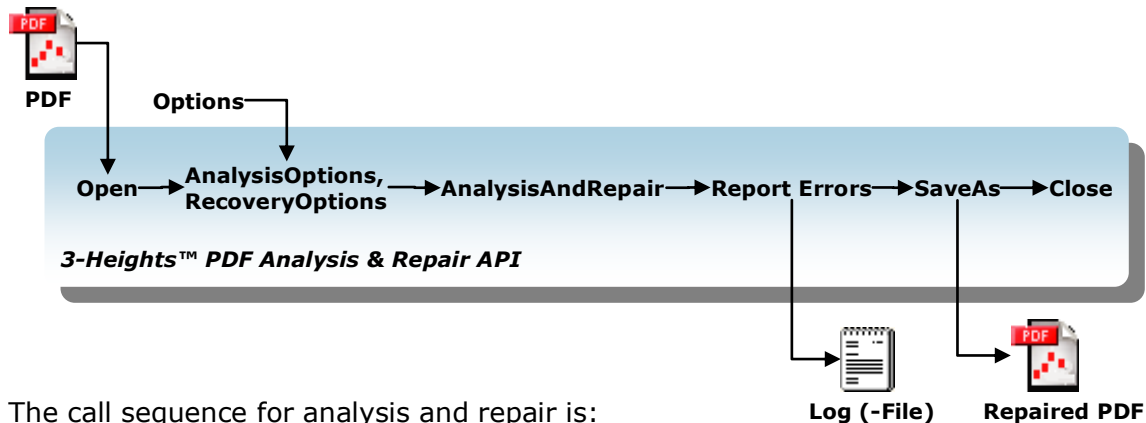 PDF
PDF
Options
Open
AnalysisOptions,
RecoveryOptions
AnalysisAndRepair
Report Errors
SaveAs
Close
3-Heights™ PDF Analysis & Repair API
PDF
The call sequence for analysis and repair is:
Log (-File)
Repaired PDF